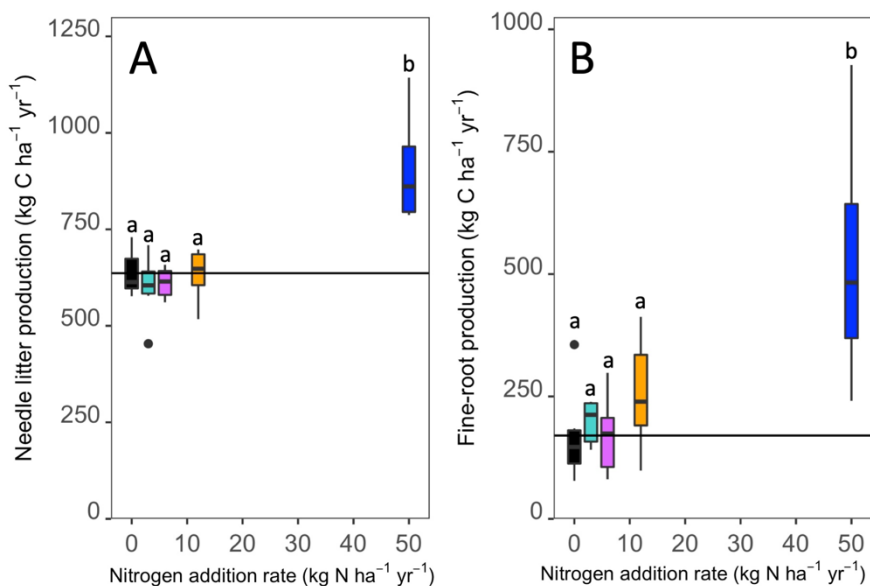 A
Needle litter production (kg C ha⁻¹ yr⁻¹)
1250
1000
750
500
250
0
a
a
a
a
b
0
10
20
30
40
50
Nitrogen addition rate (kg N ha⁻¹ yr⁻¹)
B
Fine-root production (kg C ha⁻¹ yr⁻¹)
1000
750
500
250
0
a
a
a
a
b
0
10
20
30
40
50
Nitrogen addition rate (kg N ha⁻¹ yr⁻¹)